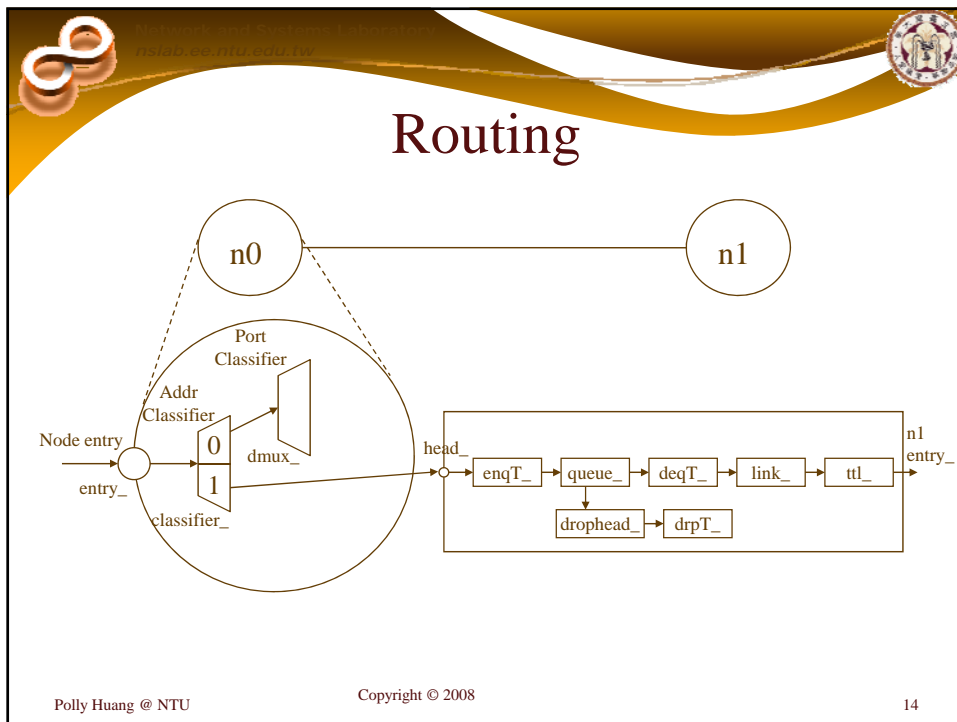 Network and Systems Laboratory
nslab.ee.ntu.edu.tw
Routing
n0
n1
Port
Classifier
Addr
Classifier
Node entry
0
1
dmux_
entry_
classifier_
head_
enqT_
queue_
deqT_
link_
ttl_
n1
entry_
drophead_
drpT_
Polly Huang @ NTU
Copyright © 2008
14